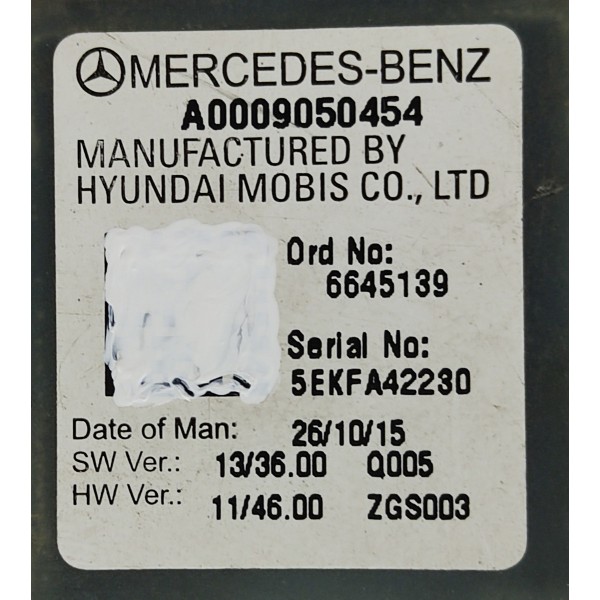 MERCEDES-BENZ
A0009050454
MANUFACTURED BY
HYUNDAI MOBIS CO., LTD
Ord No:
6645139
Serial No:
5EKFA42230
Date of Man: 26/10/15
SW Ver.: 13/36.00 Q005
HW Ver.: 11/46.00 ZGS003